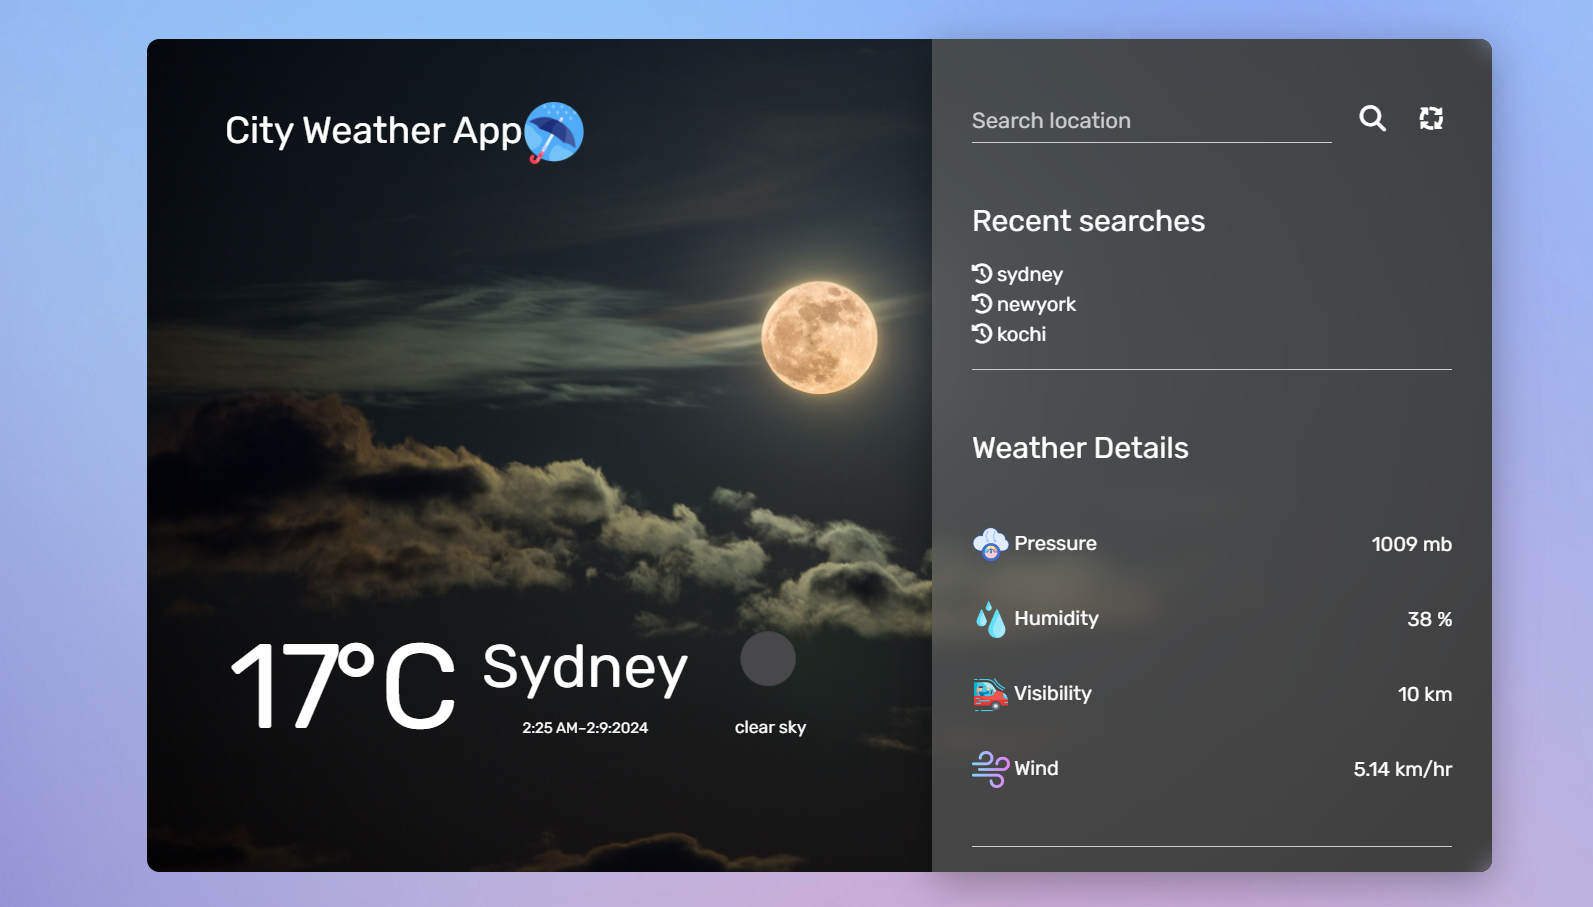 City Weather App
17°C
Sydney
2:25 AM-2:9:2024
clear sky
Search location
Recent searches
sydney
newyork
kochi
Weather Details
Pressure 1009 mb
Humidity 38 %
Visibility 10 km
Wind 5.14 km/hr